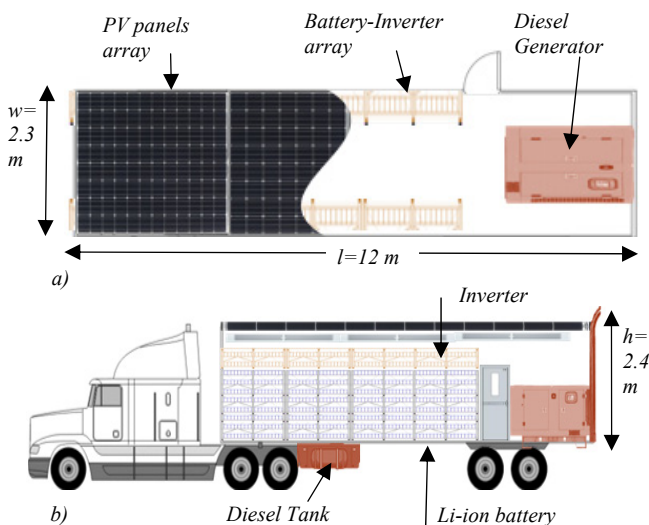 PV panels
array
Battery-Inverter
array
Diesel
Generator
w=
2.3
m
l=12 m
a)
Inverter
h=
2.4
m
b)
Diesel Tank
Li-ion battery